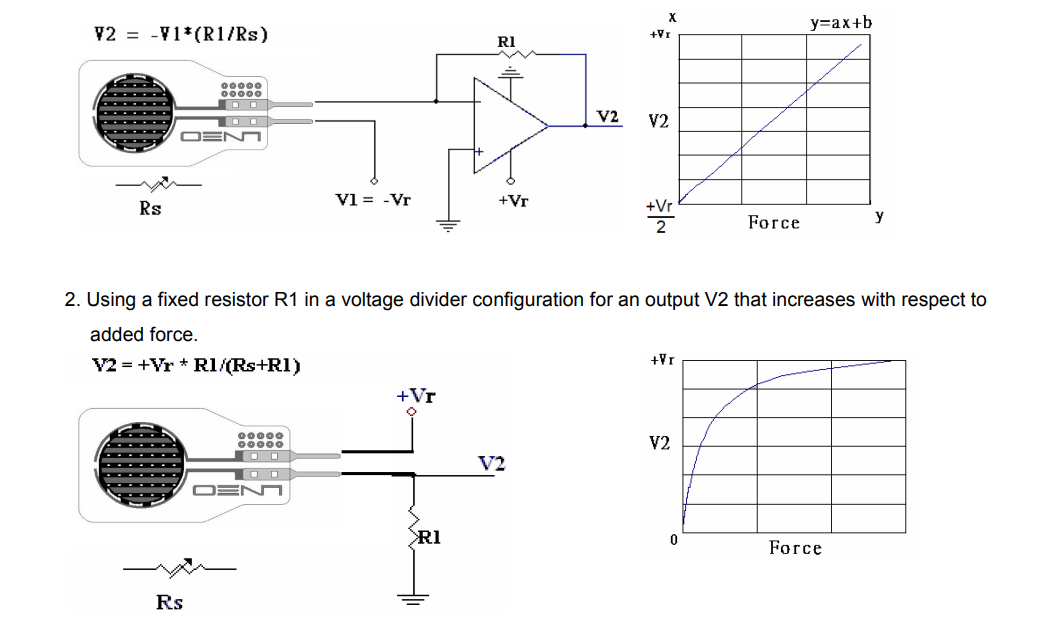 V2 = -V1*(R1/Rs)
R1
V2
+
V1 = -Vr
+Vr
Rs
X
+Vr
y=ax+b
V2
+Vr
2
Force
y
2. Using a fixed resistor R1 in a voltage divider configuration for an output V2 that increases with respect to
added force.
V2 = +Vr * R1/(Rs+R1)
+Vr
V2
R1
Rs
+Vr
V2
0
Force